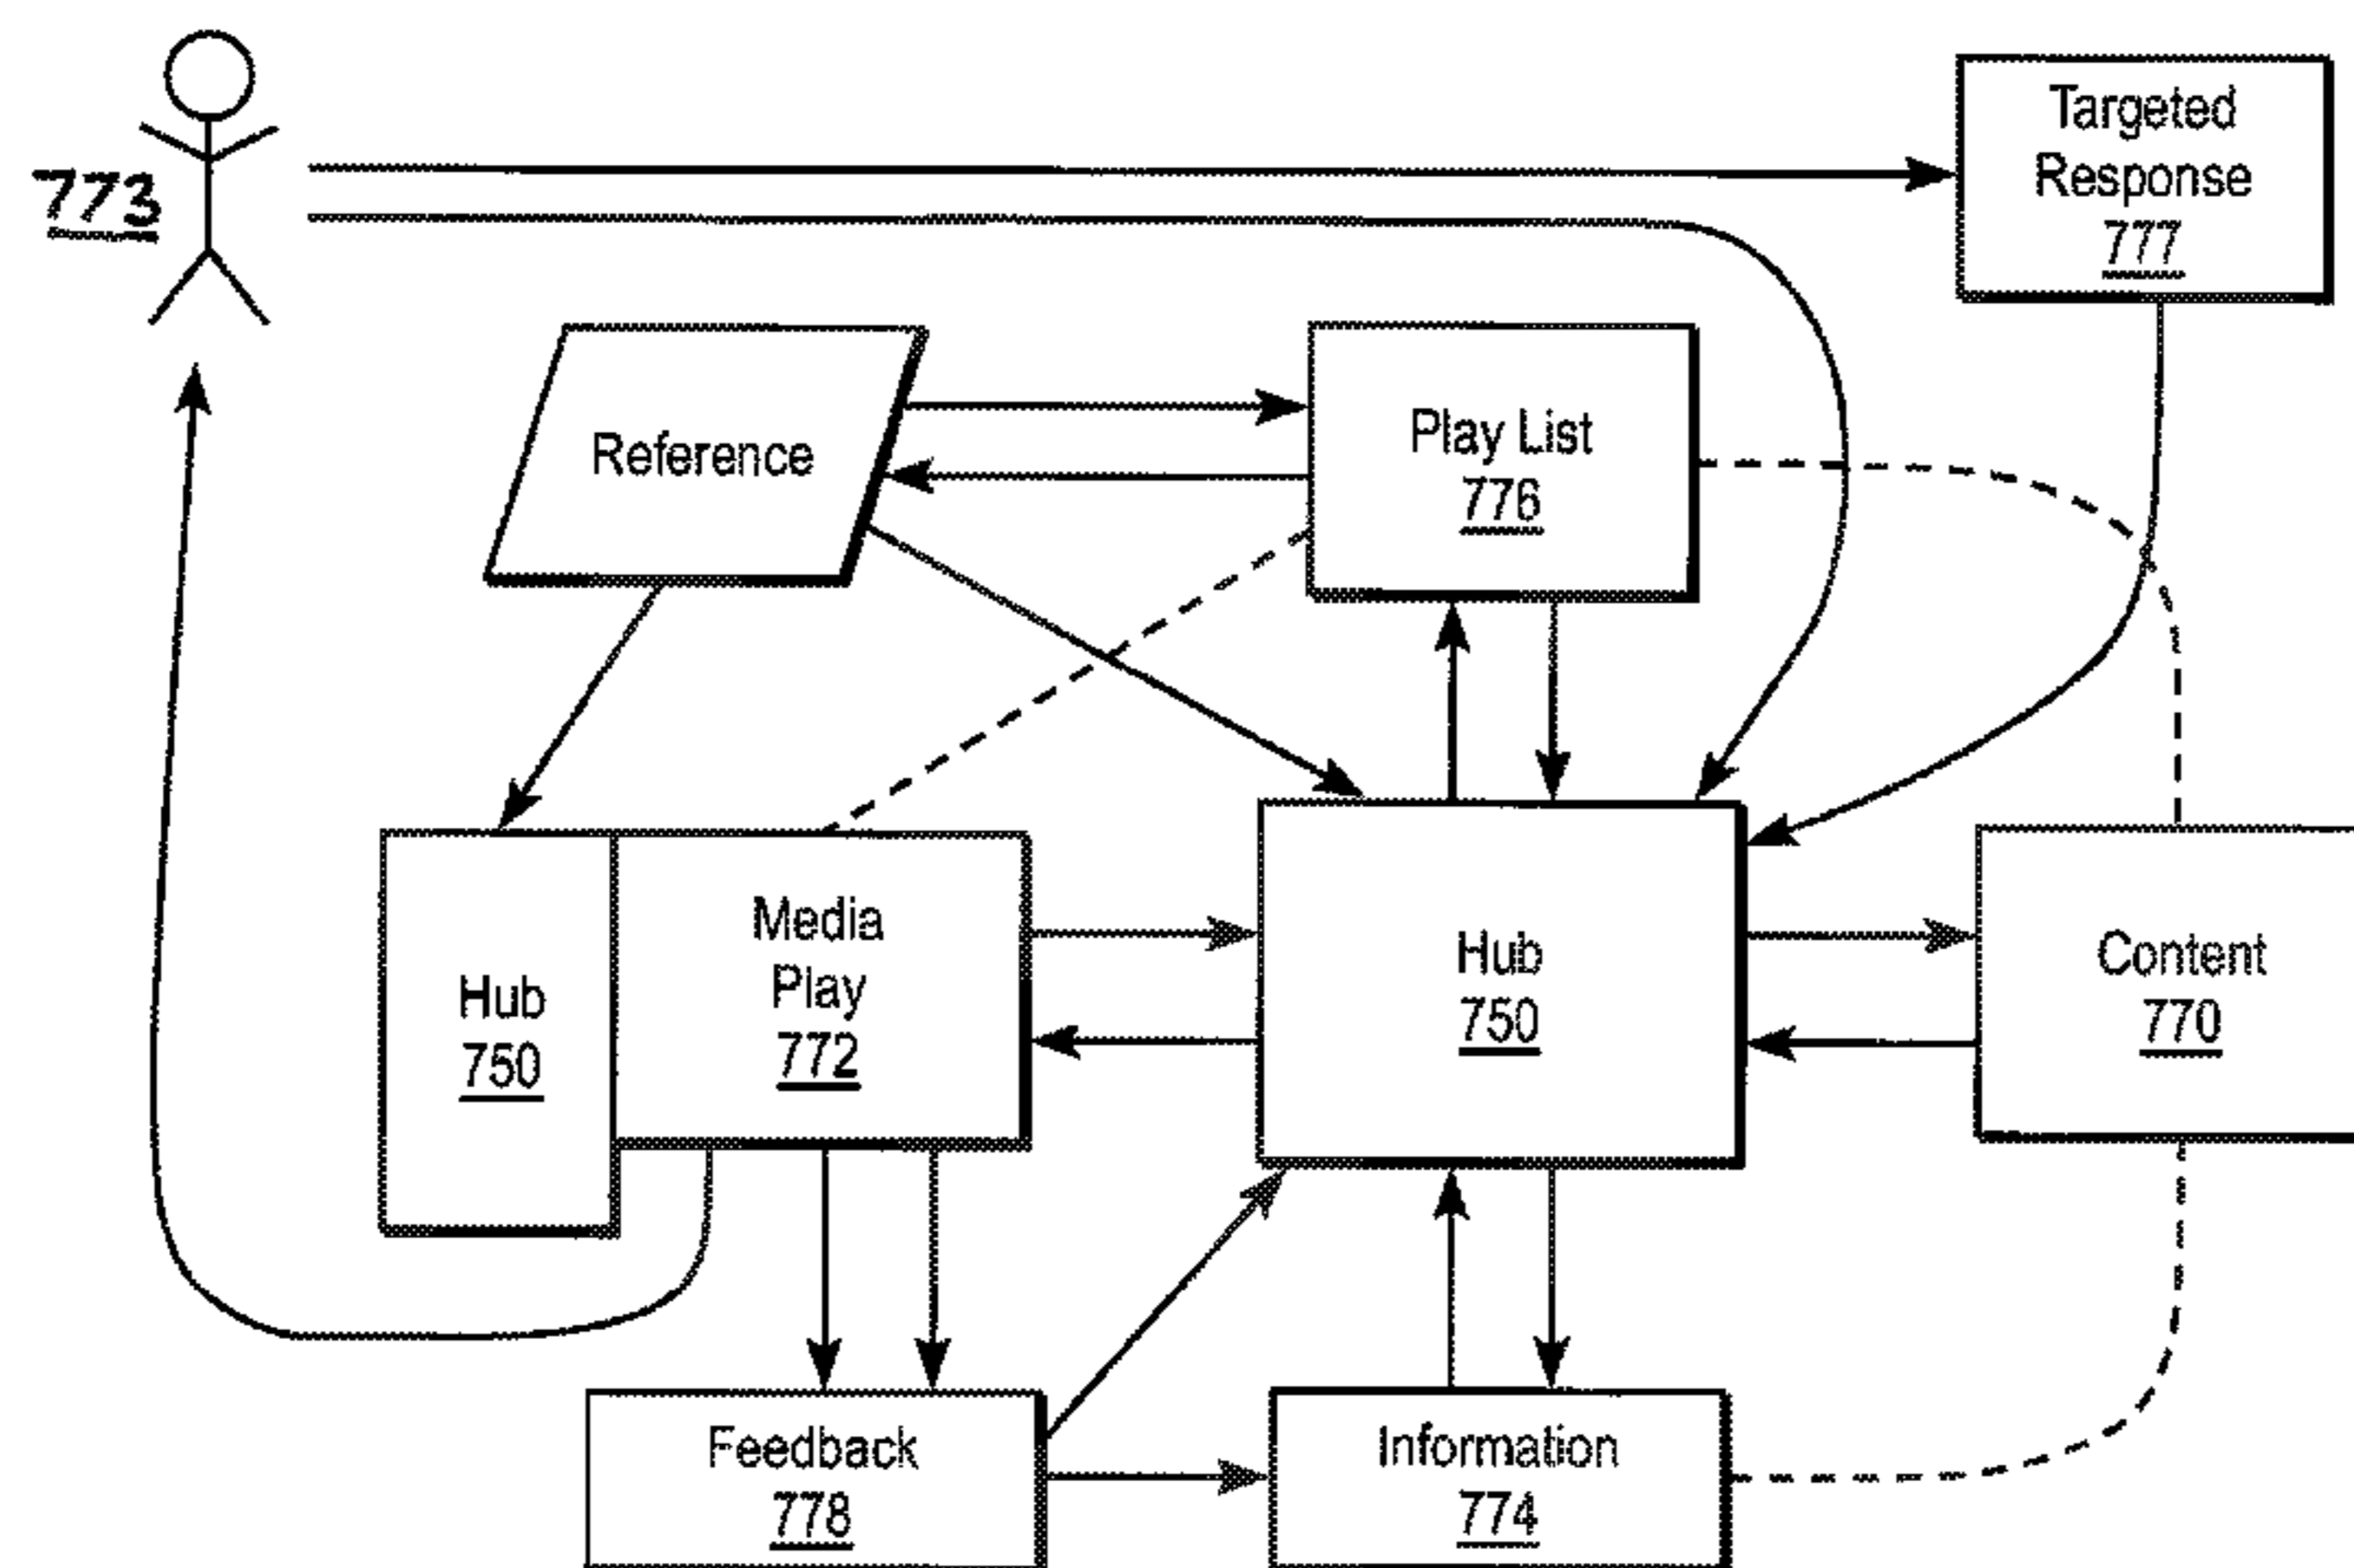 773
Targeted
Response
777
Reference
Play List
776
Hub
750
Media
Play
772
Hub
750
Content
770
Feedback
778
Information
774